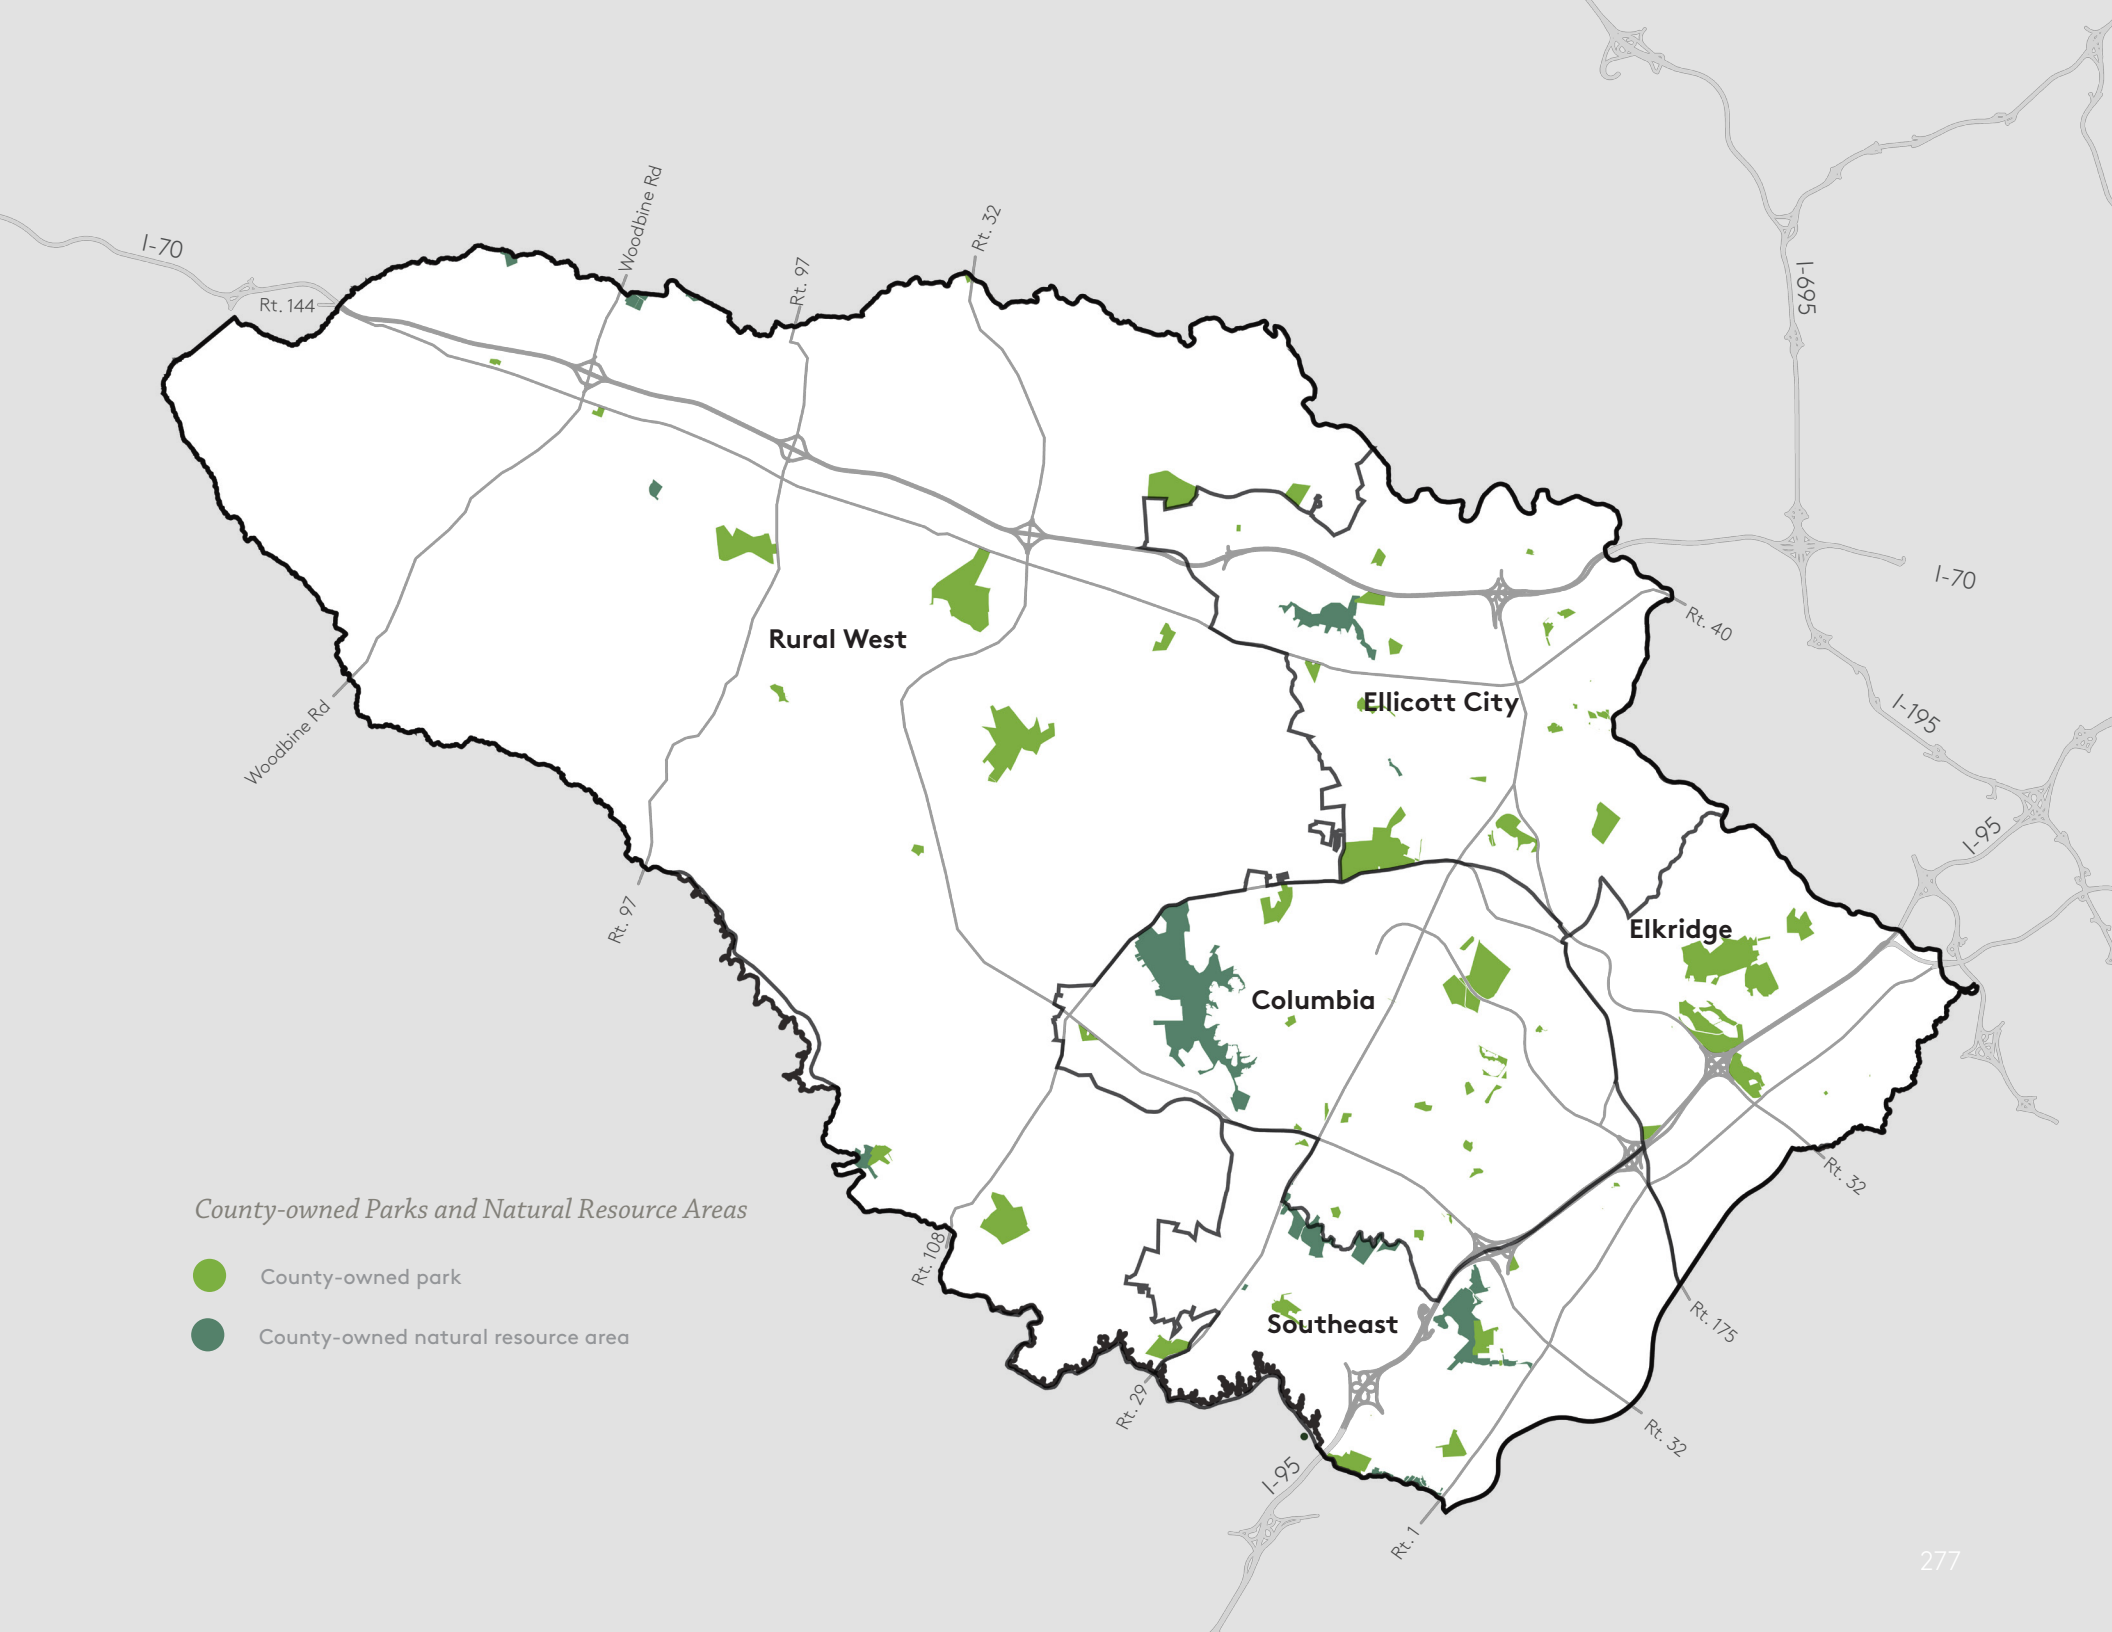 Woodbine Rd
Rt. 32
I-70
Rt. 97
Rt. 144
I-695
I-70
Rt. 40
Rural West
Ellicott City
I-195
Woodbine Rd
I-95
Rt. 97
Elkridge
Columbia
Rt. 32
County-owned Parks and Natural Resource Areas
Rt. 108
County-owned park
Rt. 175
Southeast
County-owned natural resource area
Rt. 29
Rt. 32
I-95
Rt. 1
277